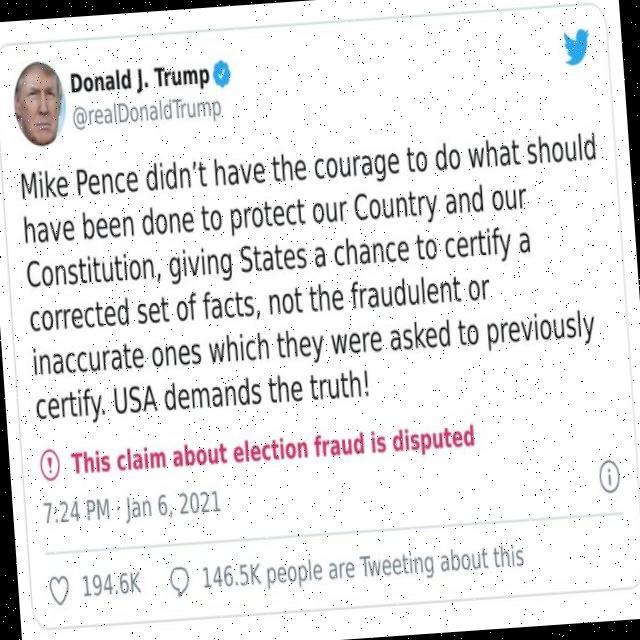 Donald J. Trump
@realDonaldTrump
Mike Pence didn't have the courage to do what should
have been done to protect our Country and our
Constitution, giving States a chance to certify a
corrected set of facts, not the fraudulent or
inaccurate ones which they were asked to previously
certify. USA demands the truth!
This claim about election fraud is disputed
7:24 PM · Jan 6, 2021
194.6K 146.5K people are Tweeting about this